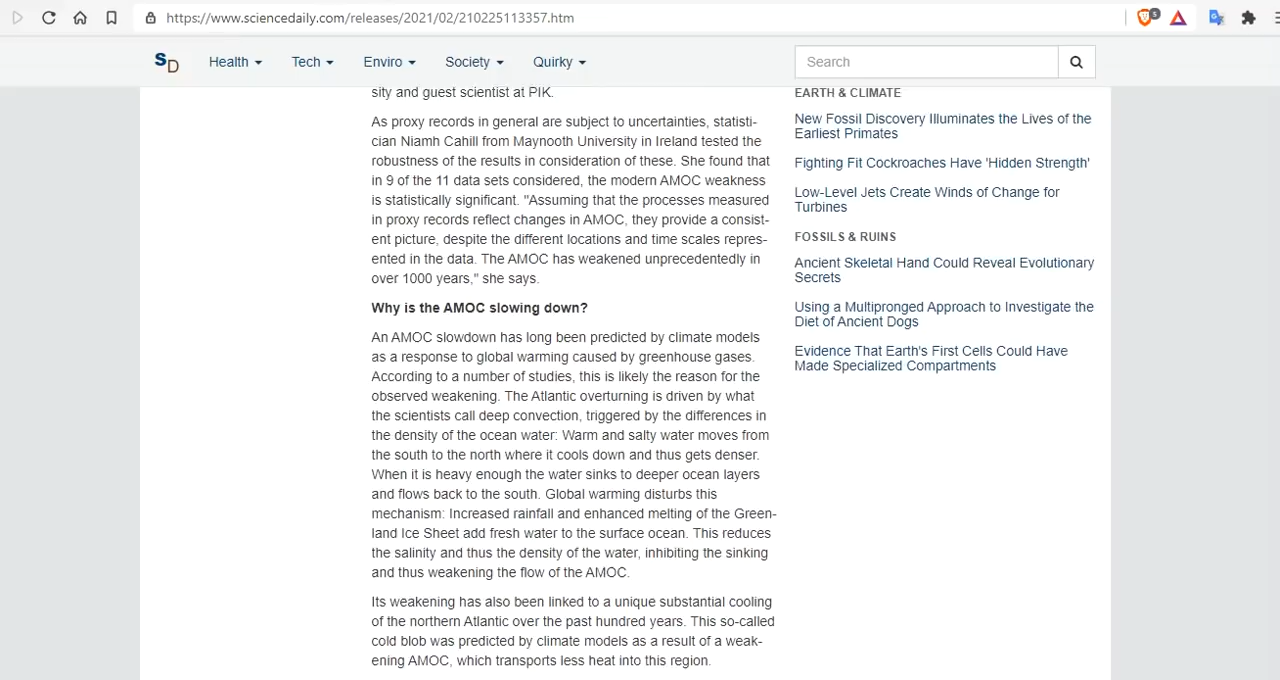 https://www.sciencedaily.com/releases/2021/02/210225113357.htm
5
SD
Health
Tech
Enviro
Society
Quirky
Search
sity and guest scientist at PIK.
As proxy records in general are subject to uncertainties, statisti-
cian Niamh Cahill from Maynooth University in Ireland tested the
robustness of the results in consideration of these. She found that
in 9 of the 11 data sets considered, the modern AMOC weakness
is statistically significant. "Assuming that the processes measured
in proxy records reflect changes in AMOC, they provide a consist-
ent picture, despite the different locations and time scales repres-
ented in the data. The AMOC has weakened unprecedentedly in
over 1000 years," she says.
Why is the AMOC slowing down?
An AMOC slowdown has long been predicted by climate models
as a response to global warming caused by greenhouse gases.
According to a number of studies, this is likely the reason for the
observed weakening. The Atlantic overturning is driven by what
the scientists call deep convection, triggered by the differences in
the density of the ocean water: Warm and salty water moves from
the south to the north where it cools down and thus gets denser.
When it is heavy enough the water sinks to deeper ocean layers
and flows back to the south. Global warming disturbs this
mechanism: Increased rainfall and enhanced melting of the Green-
land Ice Sheet add fresh water to the surface ocean. This reduces
the salinity and thus the density of the water, inhibiting the sinking
and thus weakening the flow of the AMOC.
Its weakening has also been linked to a unique substantial cooling
of the northern Atlantic over the past hundred years. This so-called
cold blob was predicted by climate models as a result of a weak-
ening AMOC, which transports less heat into this region.
EARTH & CLIMATE
New Fossil Discovery Illuminates the Lives of the
Earliest Primates
Fighting Fit Cockroaches Have 'Hidden Strength'
Low-Level Jets Create Winds of Change for
Turbines
FOSSILS & RUINS
Ancient Skeletal Hand Could Reveal Evolutionary
Secrets
Using a Multipronged Approach to Investigate the
Diet of Ancient Dogs
Evidence That Earth's First Cells Could Have
Made Specialized Compartments